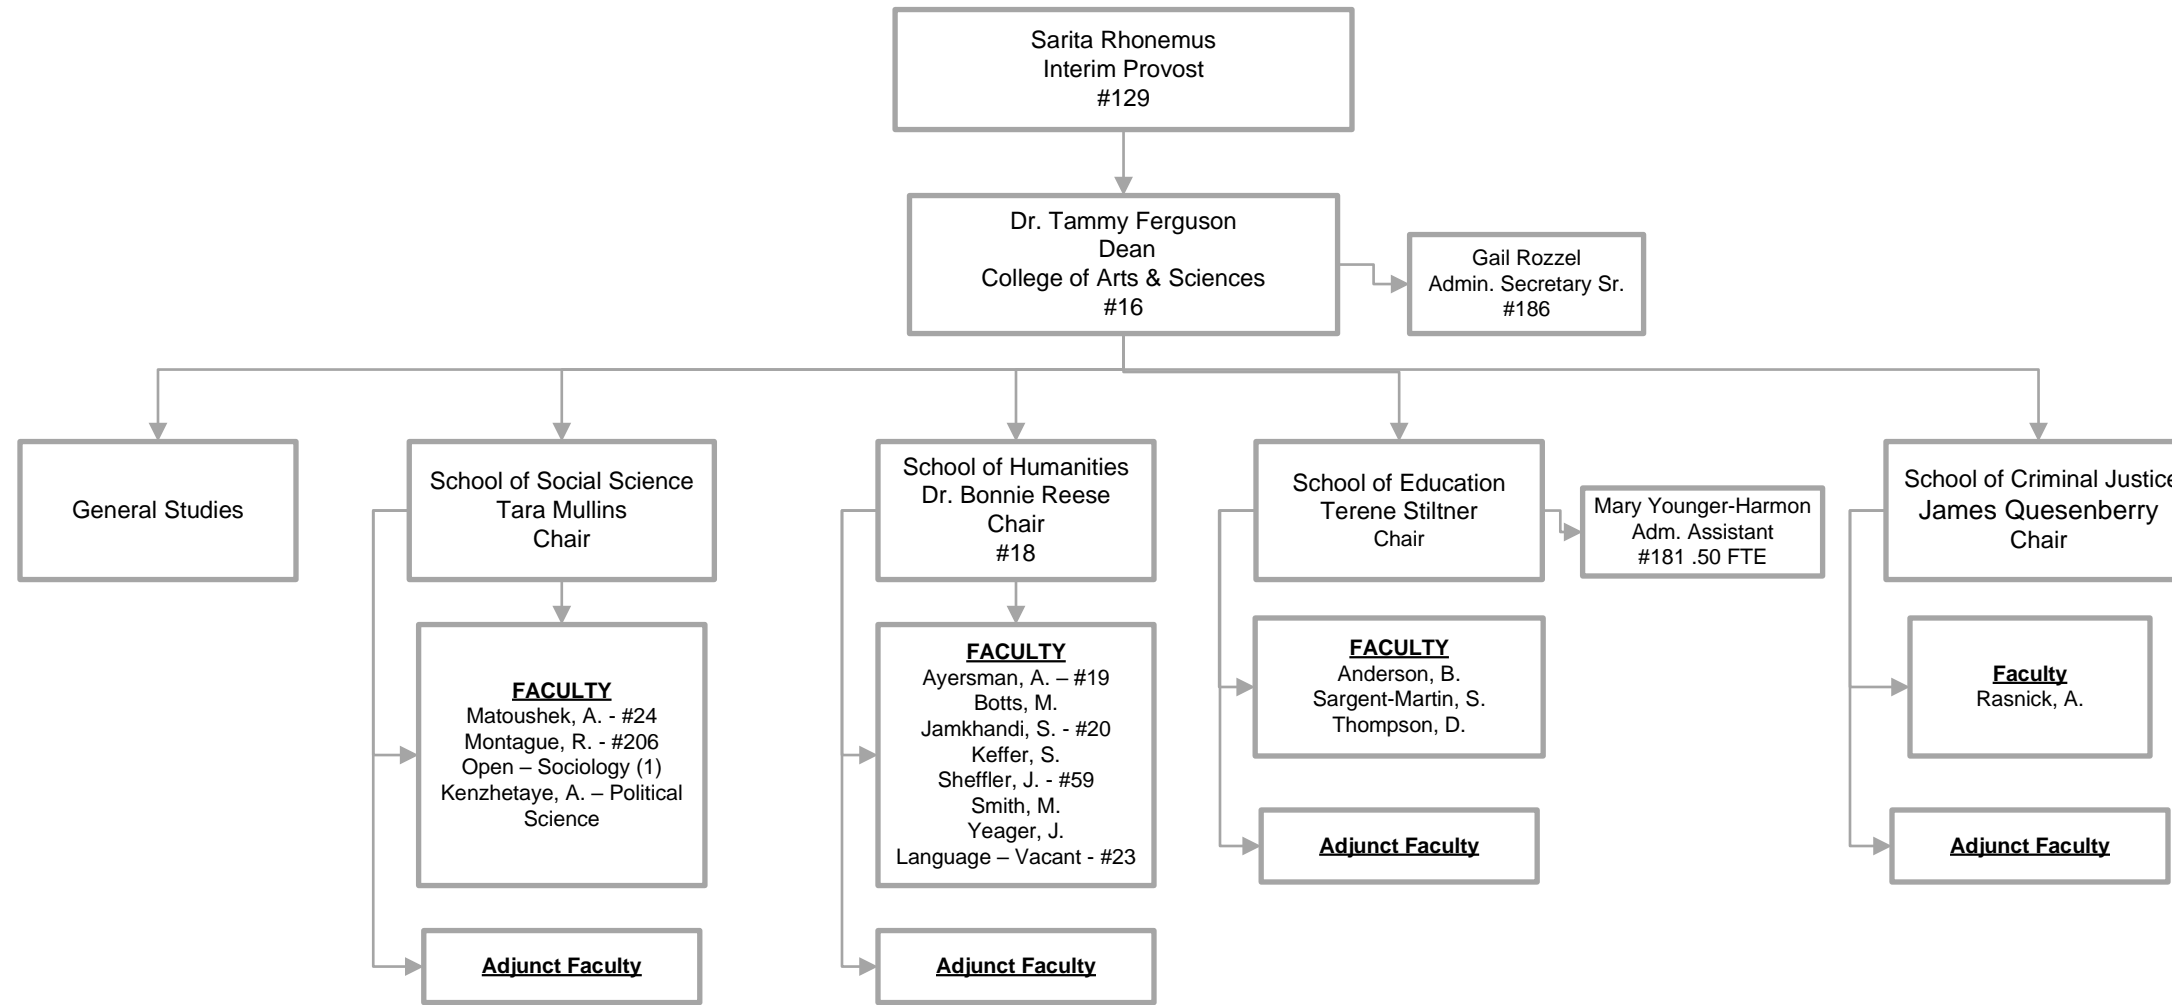 Sarita Rhonemus
Interim Provost
#129
Dr. Tammy Ferguson
Dean
College of Arts & Sciences
#16
Gail Rozzel
Admin. Secretary Sr.
#186
General Studies
School of Social Science
Tara Mullins
Chair
School of Humanities
Dr. Bonnie Reese
Chair
#18
School of Education
Terene Stiltner
Chair
Mary Younger-Harmon
Adm. Assistant
#181 .50 FTE
School of Criminal Justice
James Quesenberry
Chair
FACULTY
Matoushek, A. - #24
Montague, R. - #206
Open – Sociology (1)
Kenzhetaye, A. – Political
Science
FACULTY
Ayersman, A. – #19
Botts, M.
Jamkhandi, S. - #20
Keffer, S.
Sheffler, J. - #59
Smith, M.
Yeager, J.
Language – Vacant - #23
FACULTY
Anderson, B.
Sargent-Martin, S.
Thompson, D.
Faculty
Rasnick, A.
Adjunct Faculty
Adjunct Faculty
Adjunct Faculty
Adjunct Faculty